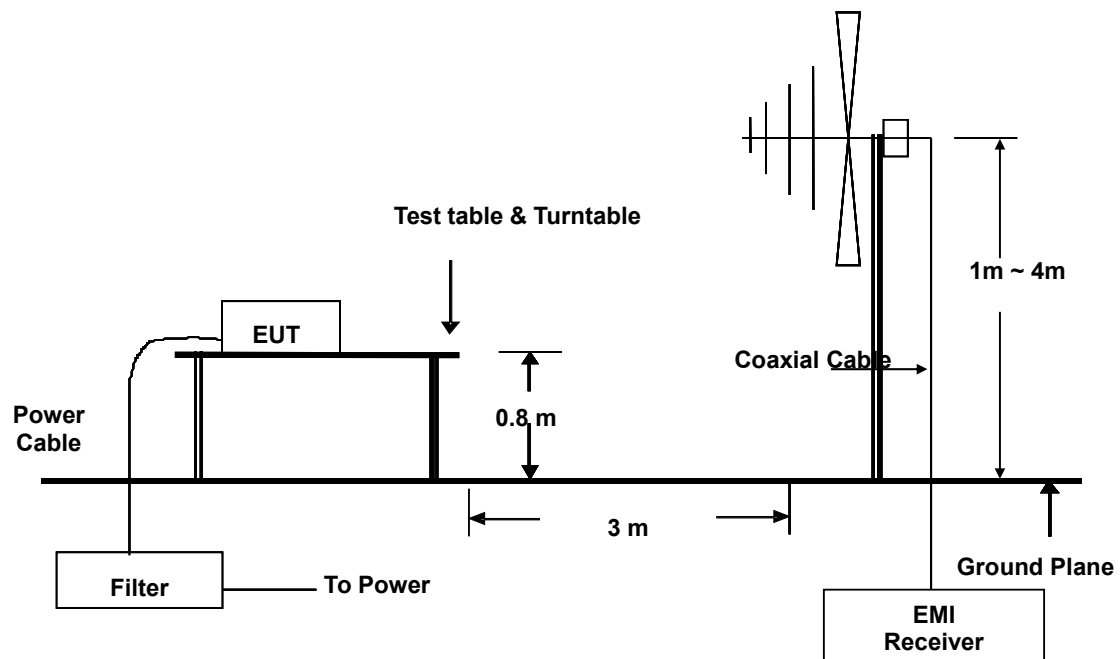 Test table & Turntable
1m ~ 4m
EUT
Coaxial Cable
Power
Cable
0.8 m
3 m
Ground Plane
Filter
To Power
EMI
Receiver